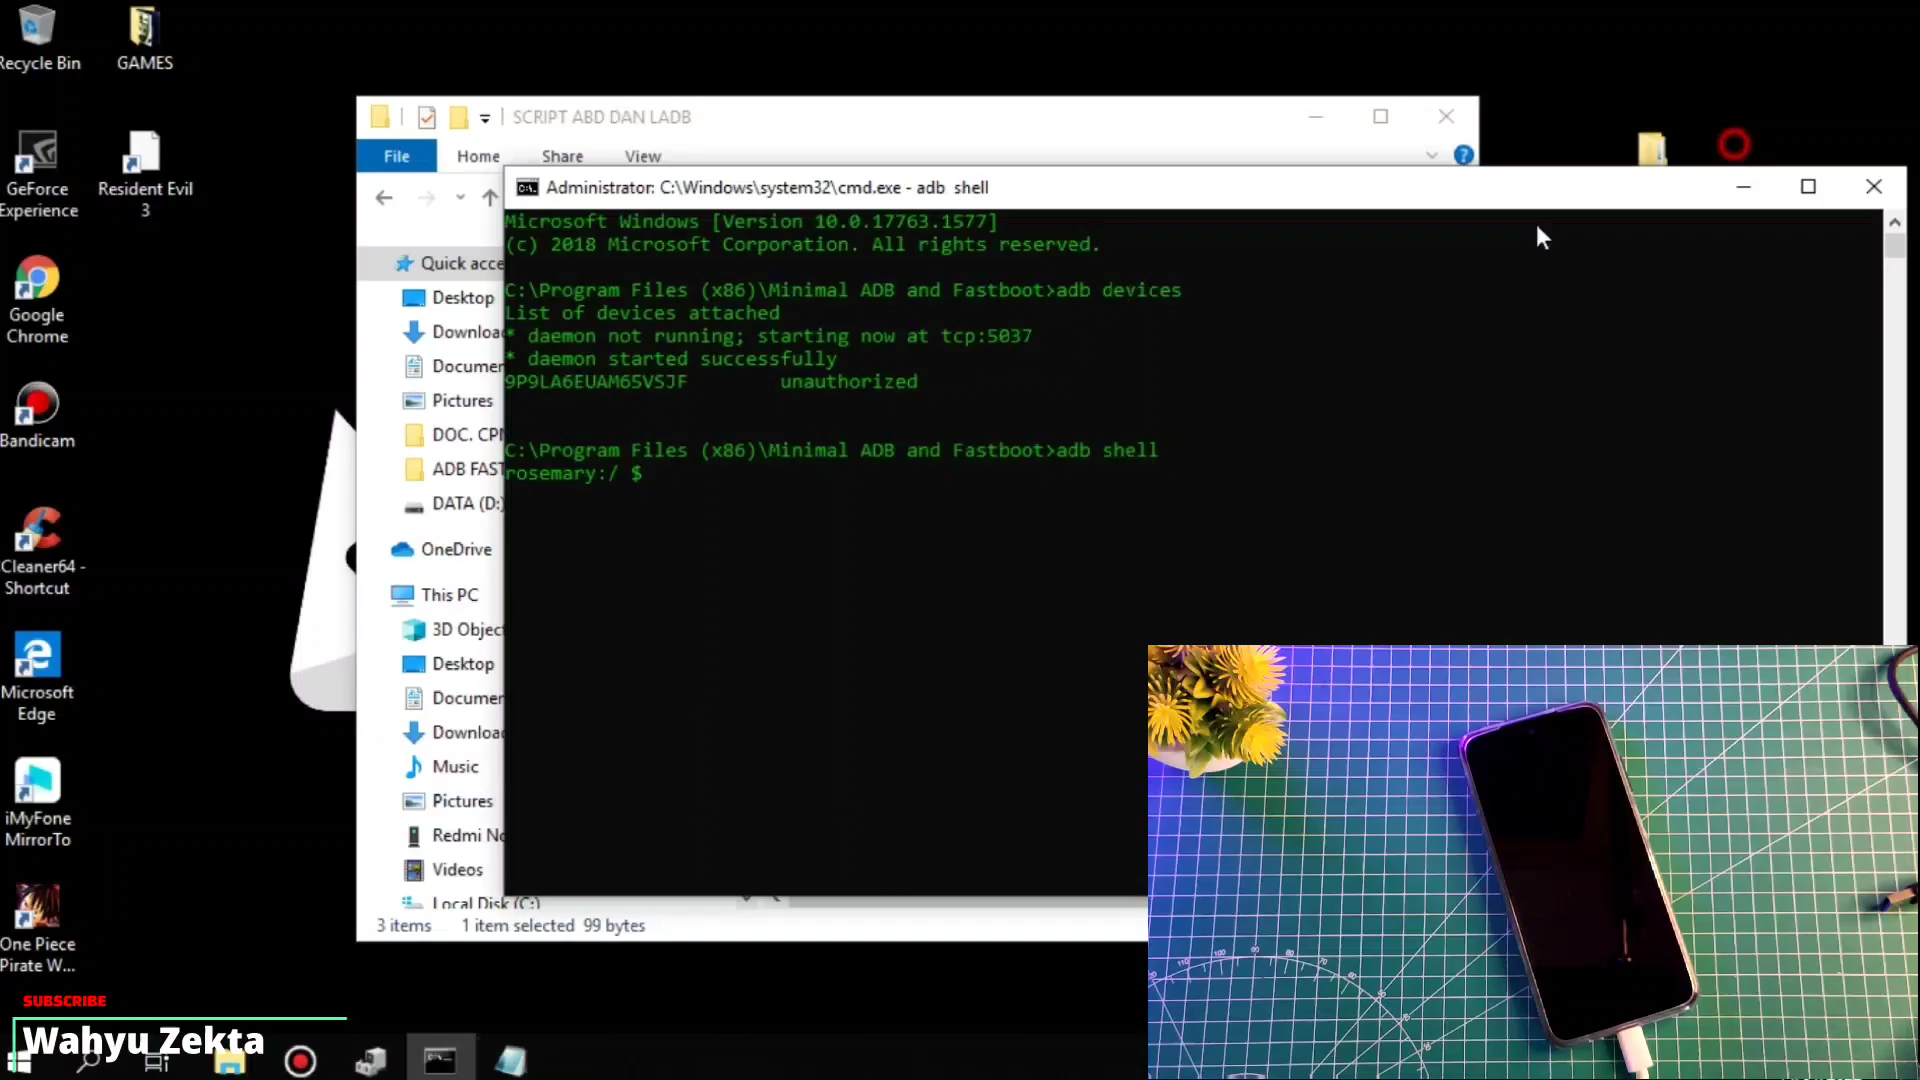 Recycle Bin
GAMES
GeForce
Experience
Resident Evil
3
Google
Chrome
Bandicam
Cleaner64 -
Shortcut
Microsoft
Edge
iMyFone
MirrorTo
One Piece
Pirate W...
SCRIPT ABD DAN LADB
File
Home
Share
View
Quick acce
Desktop
Downloa
Documer
Pictures
DOC. CPN
ADB FAST
DATA (D:)
OneDrive
This PC
3D Objec
Desktop
Documer
Downloa
Music
Pictures
Redmi No
Videos
Local Disk (C:)
3 items
1 item selected 99 bytes
Administrator: C:\Windows\system32\cmd.exe - adb shell
Microsoft Windows [Version 10.0.17763.1577]
(c) 2018 Microsoft Corporation. All rights reserved.
C:\Program Files (x86)\Minimal ADB and Fastboot>adb devices
List of devices attached
* daemon not running; starting now at tcp:5037
* daemon started successfully
9P9LA6EUAM65VSJF unauthorized
C:\Program Files (x86)\Minimal ADB and Fastboot>adb shell
rosemary:/ $
SUBSCRIBE
Wahyu Zekta